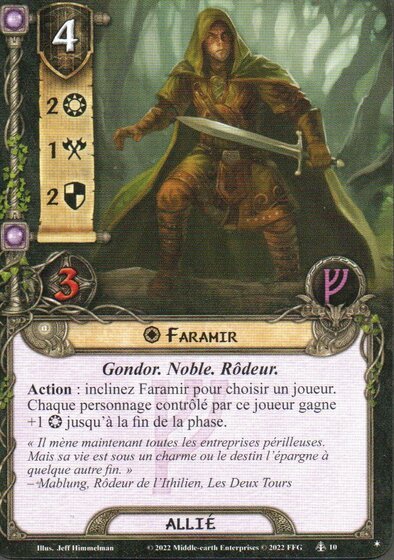 4
2
1
2
3
Faramir
Gondor. Noble. Rôdeur.
Action : inclinez Faramir pour choisir un joueur.
Chaque personnage contrôlé par ce joueur gagne
+1 jusqu'à la fin de la phase.
« Il mène maintenant toutes les entreprises périlleuses.
Mais sa vie est sous un charme ou le destin l'épargne à
quelque autre fin. »
– Mablung, Rôdeur de l'Ithilien, Les Deux Tours
ALLIÉ
Illus. Jeff Himmelman © 2022 Middle-earth Enterprises © 2022 FFG 10